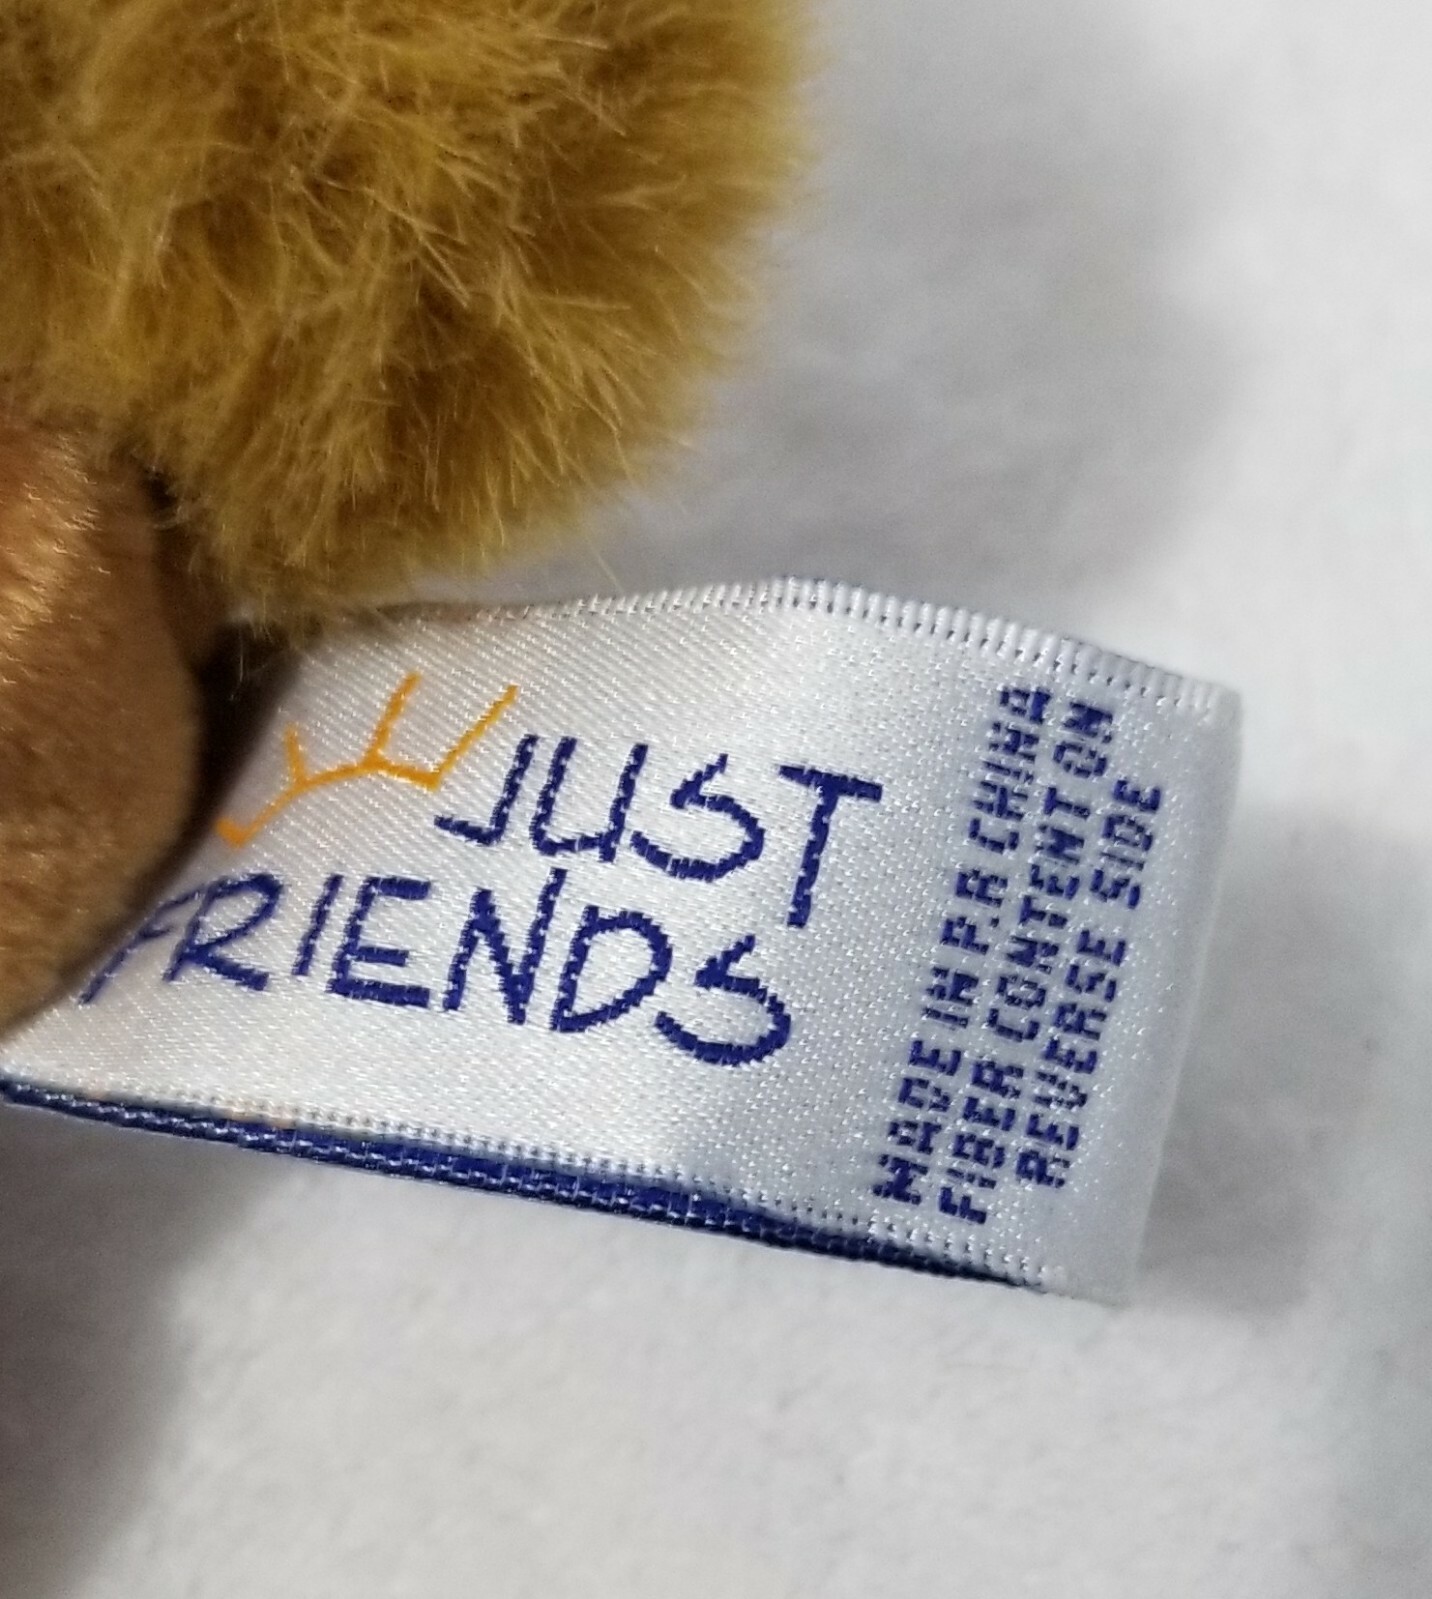 JUST
FRIENDS
MADE IN P.R CHINA
FIBER CONTENT ON
REVERSE SIDE